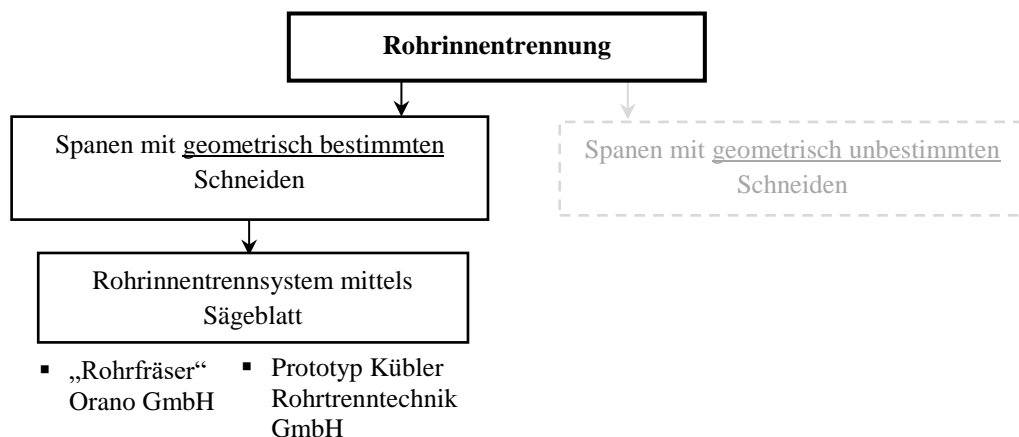 Rohrinnentrennung
Spanen mit geometrisch bestimmten
Schneiden
Spanen mit geometrisch unbestimmten
Schneiden
Rohrinnentrennsystem mittels
Sägeblatt
▪ „Rohrfräser“
Orano GmbH
▪ Prototyp Kübler
Rohrtrenntechnik
GmbH